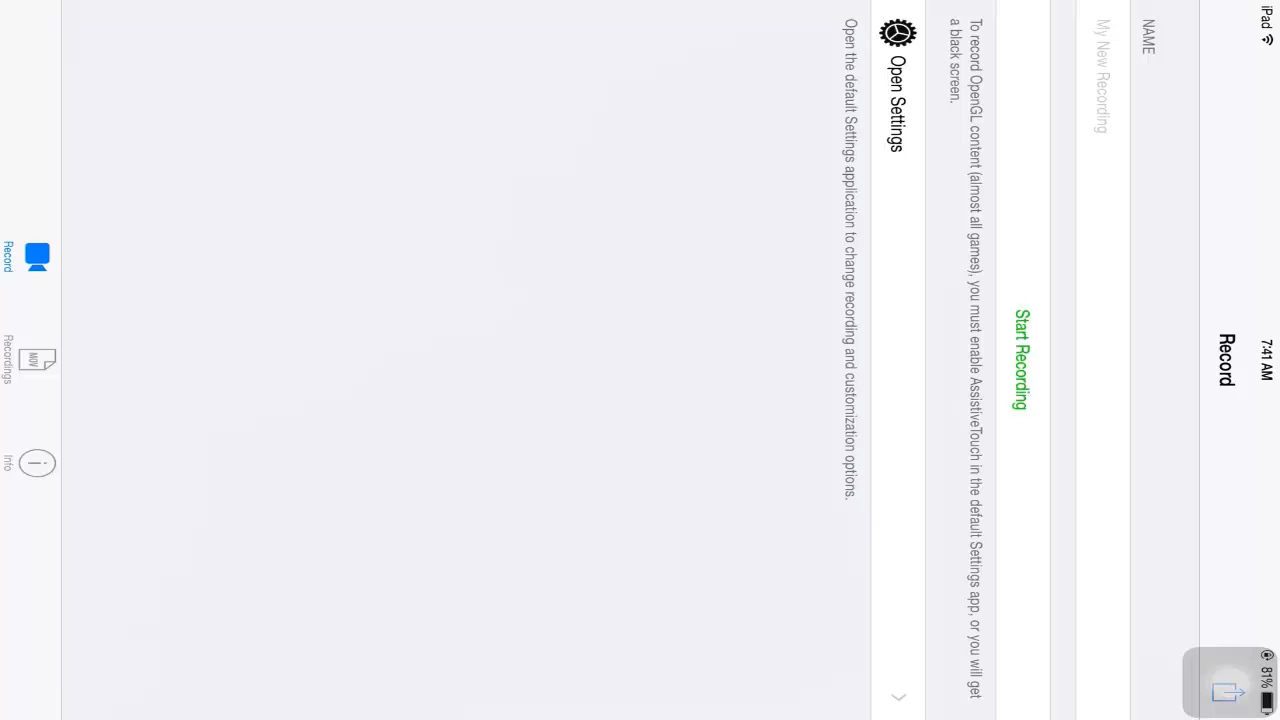 iPad 7:41 AM 81%
Record
NAME
My New Recording
Start Recording
To record OpenGL content (almost all games), you must enable AssistiveTouch in the default Settings app, or you will get
a black screen.
Open Settings
Open the default Settings application to change recording and customization options.
Record
MOV
Recordings
Info